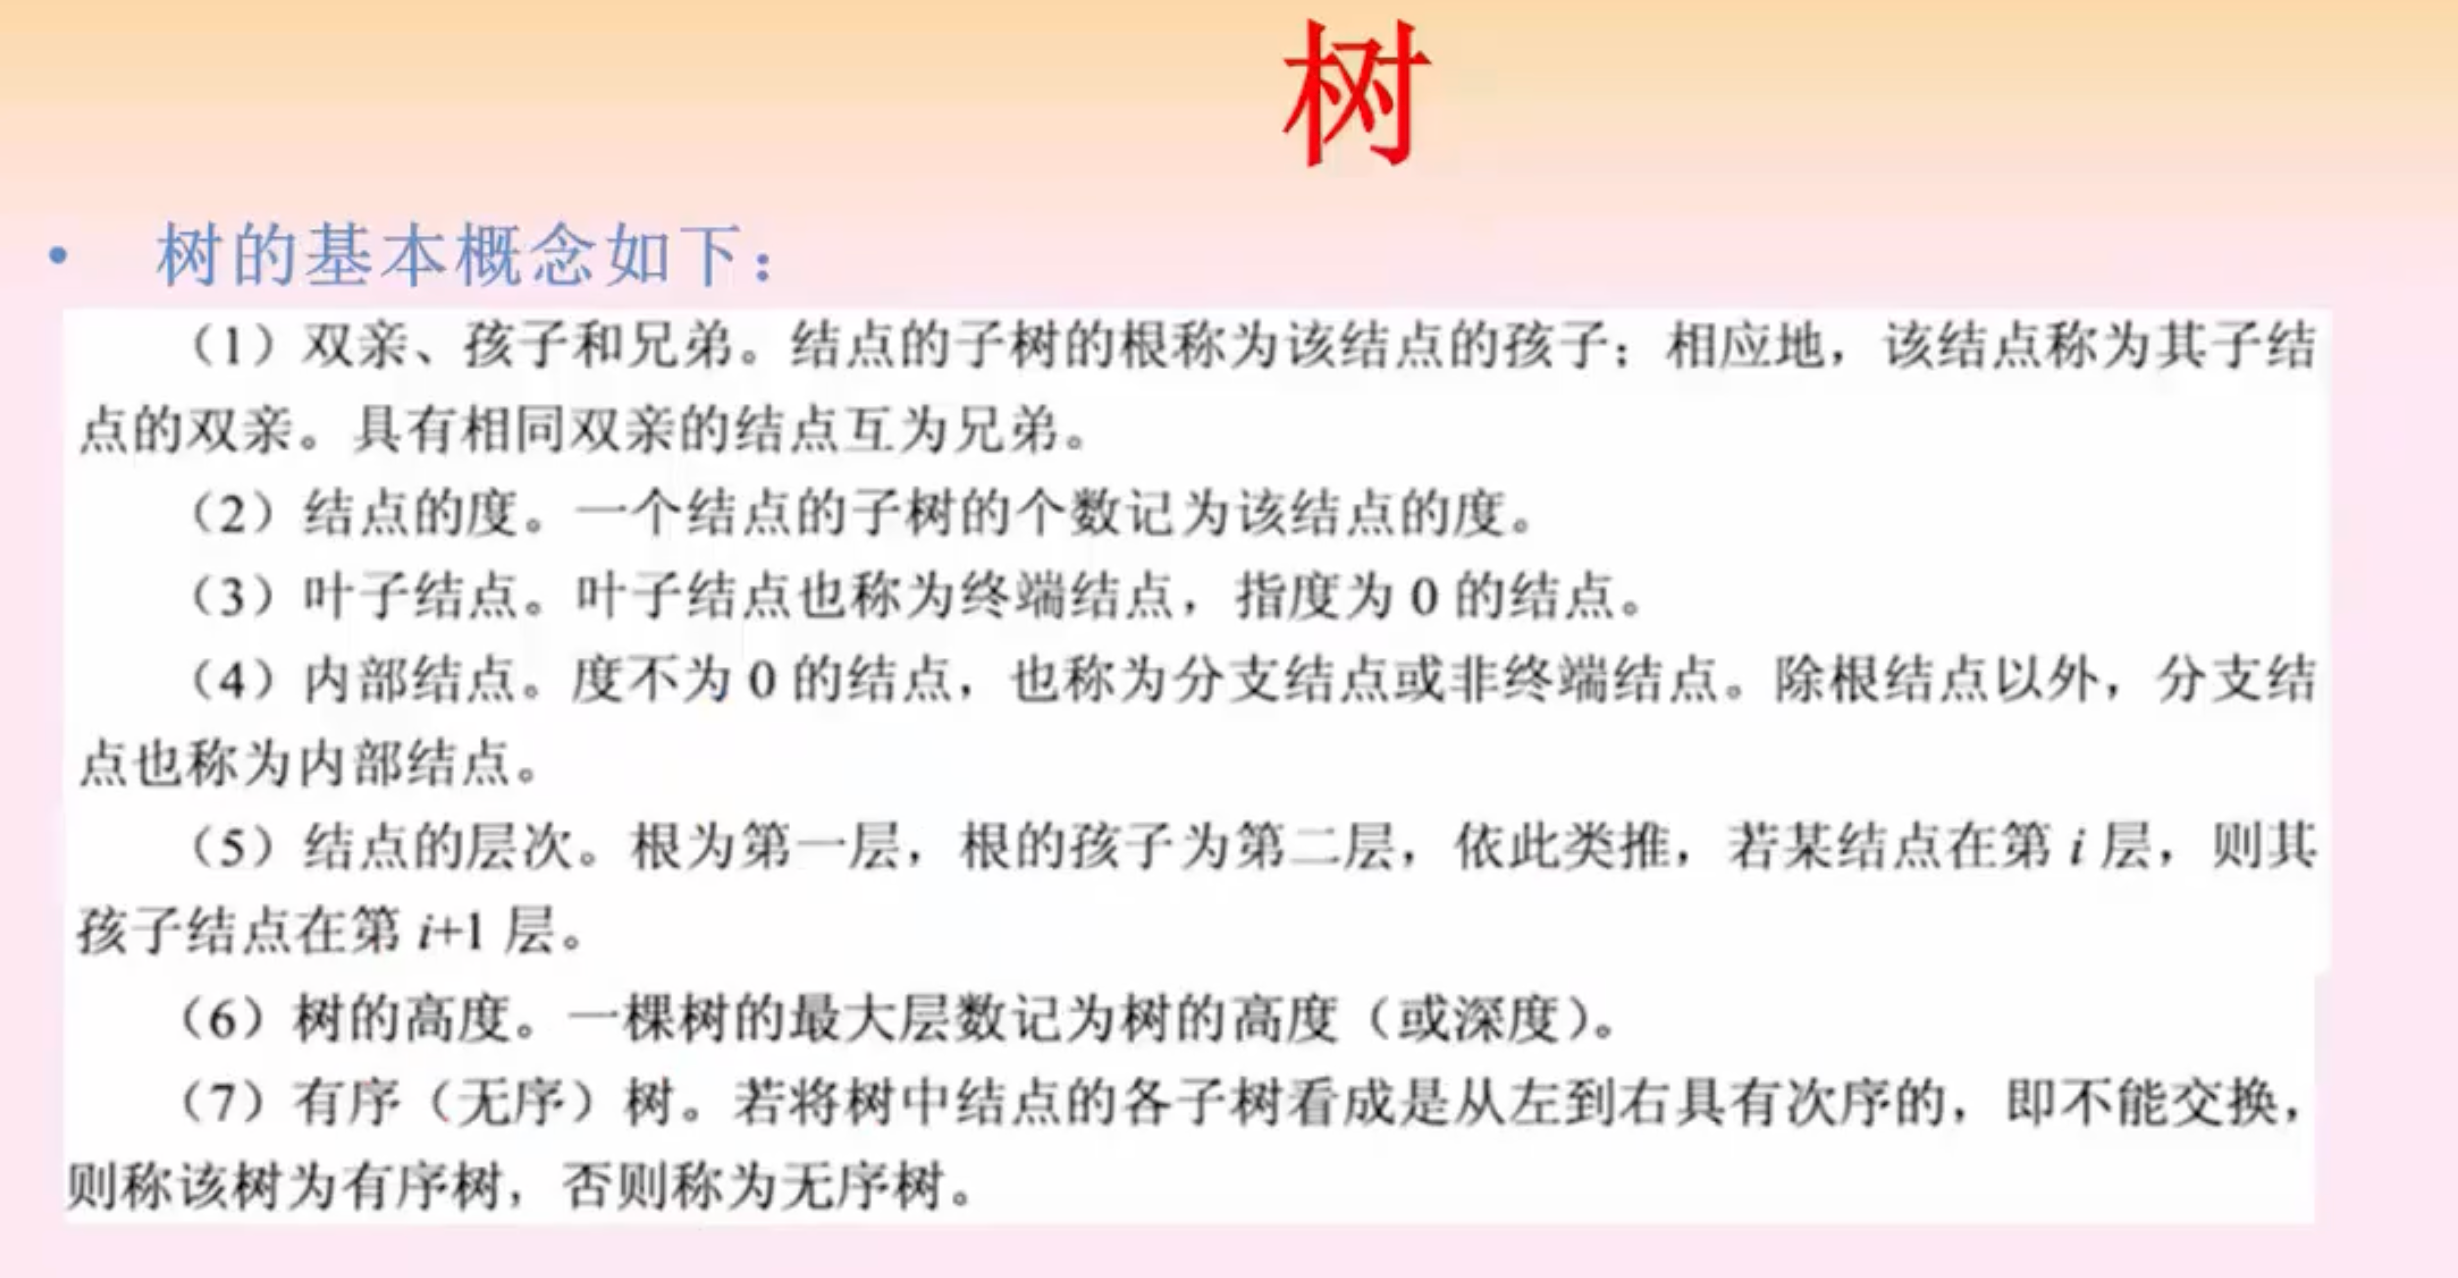 树
• 树的基本概念如下：
（1）双亲、孩子和兄弟。结点的子树的根称为该结点的孩子；相应地，该结点称为其子结
点的双亲。具有相同双亲的结点互为兄弟。
（2）结点的度。一个结点的子树的个数记为该结点的度。
（3）叶子结点。叶子结点也称为终端结点，指度为 0 的结点。
（4）内部结点。度不为 0 的结点，也称为分支结点或非终端结点。除根结点以外，分支结
点也称为内部结点。
（5）结点的层次。根为第一层，根的孩子为第二层，依此类推，若某结点在第 i 层，则其
孩子结点在第 i+1 层。
（6）树的高度。一棵树的最大层数记为树的高度（或深度）。
（7）有序（无序）树。若将树中结点的各子树看成是从左到右具有次序的，即不能交换，
则称该树为有序树，否则称为无序树。